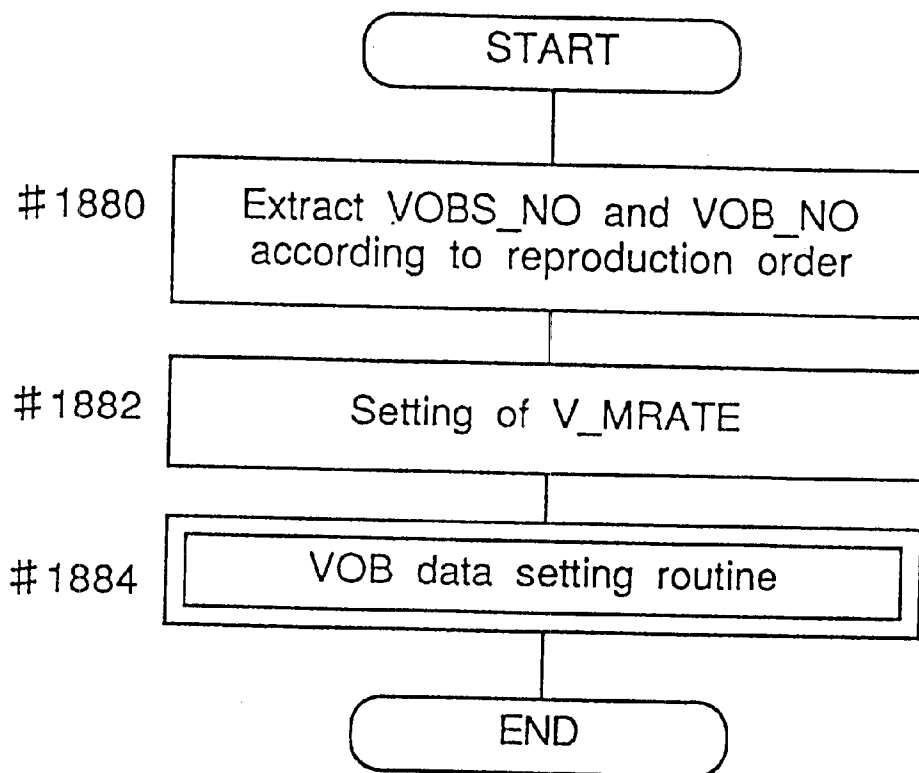 START
#1880
Extract VOBS_NO and VOB_NO
according to reproduction order
#1882
Setting of V_MRATE
#1884
VOB data setting routine
END